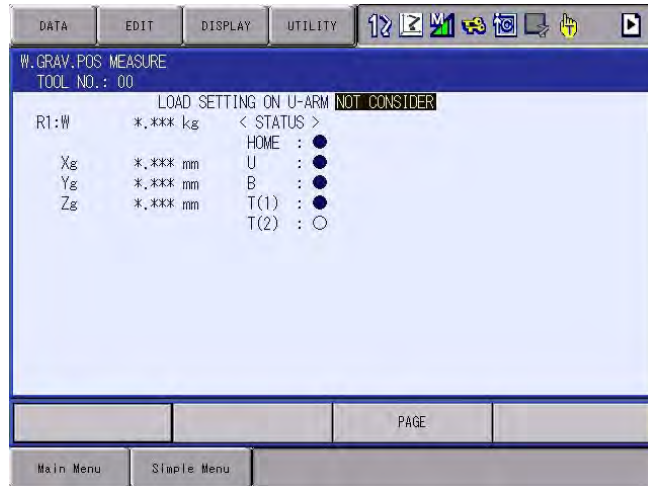 DATA EDIT DISPLAY UTILITY
W.GRAV.POS MEASURE
TOOL NO.: 00
LOAD SETTING ON U-ARM NOT CONSIDER
R1:W *.*** kg < STATUS >
HOME : ●
Xg *.*** mm U : ●
Yg *.*** mm B : ●
Zg *.*** mm T(1) : ●
T(2) : ○
PAGE
Main Menu Simple Menu